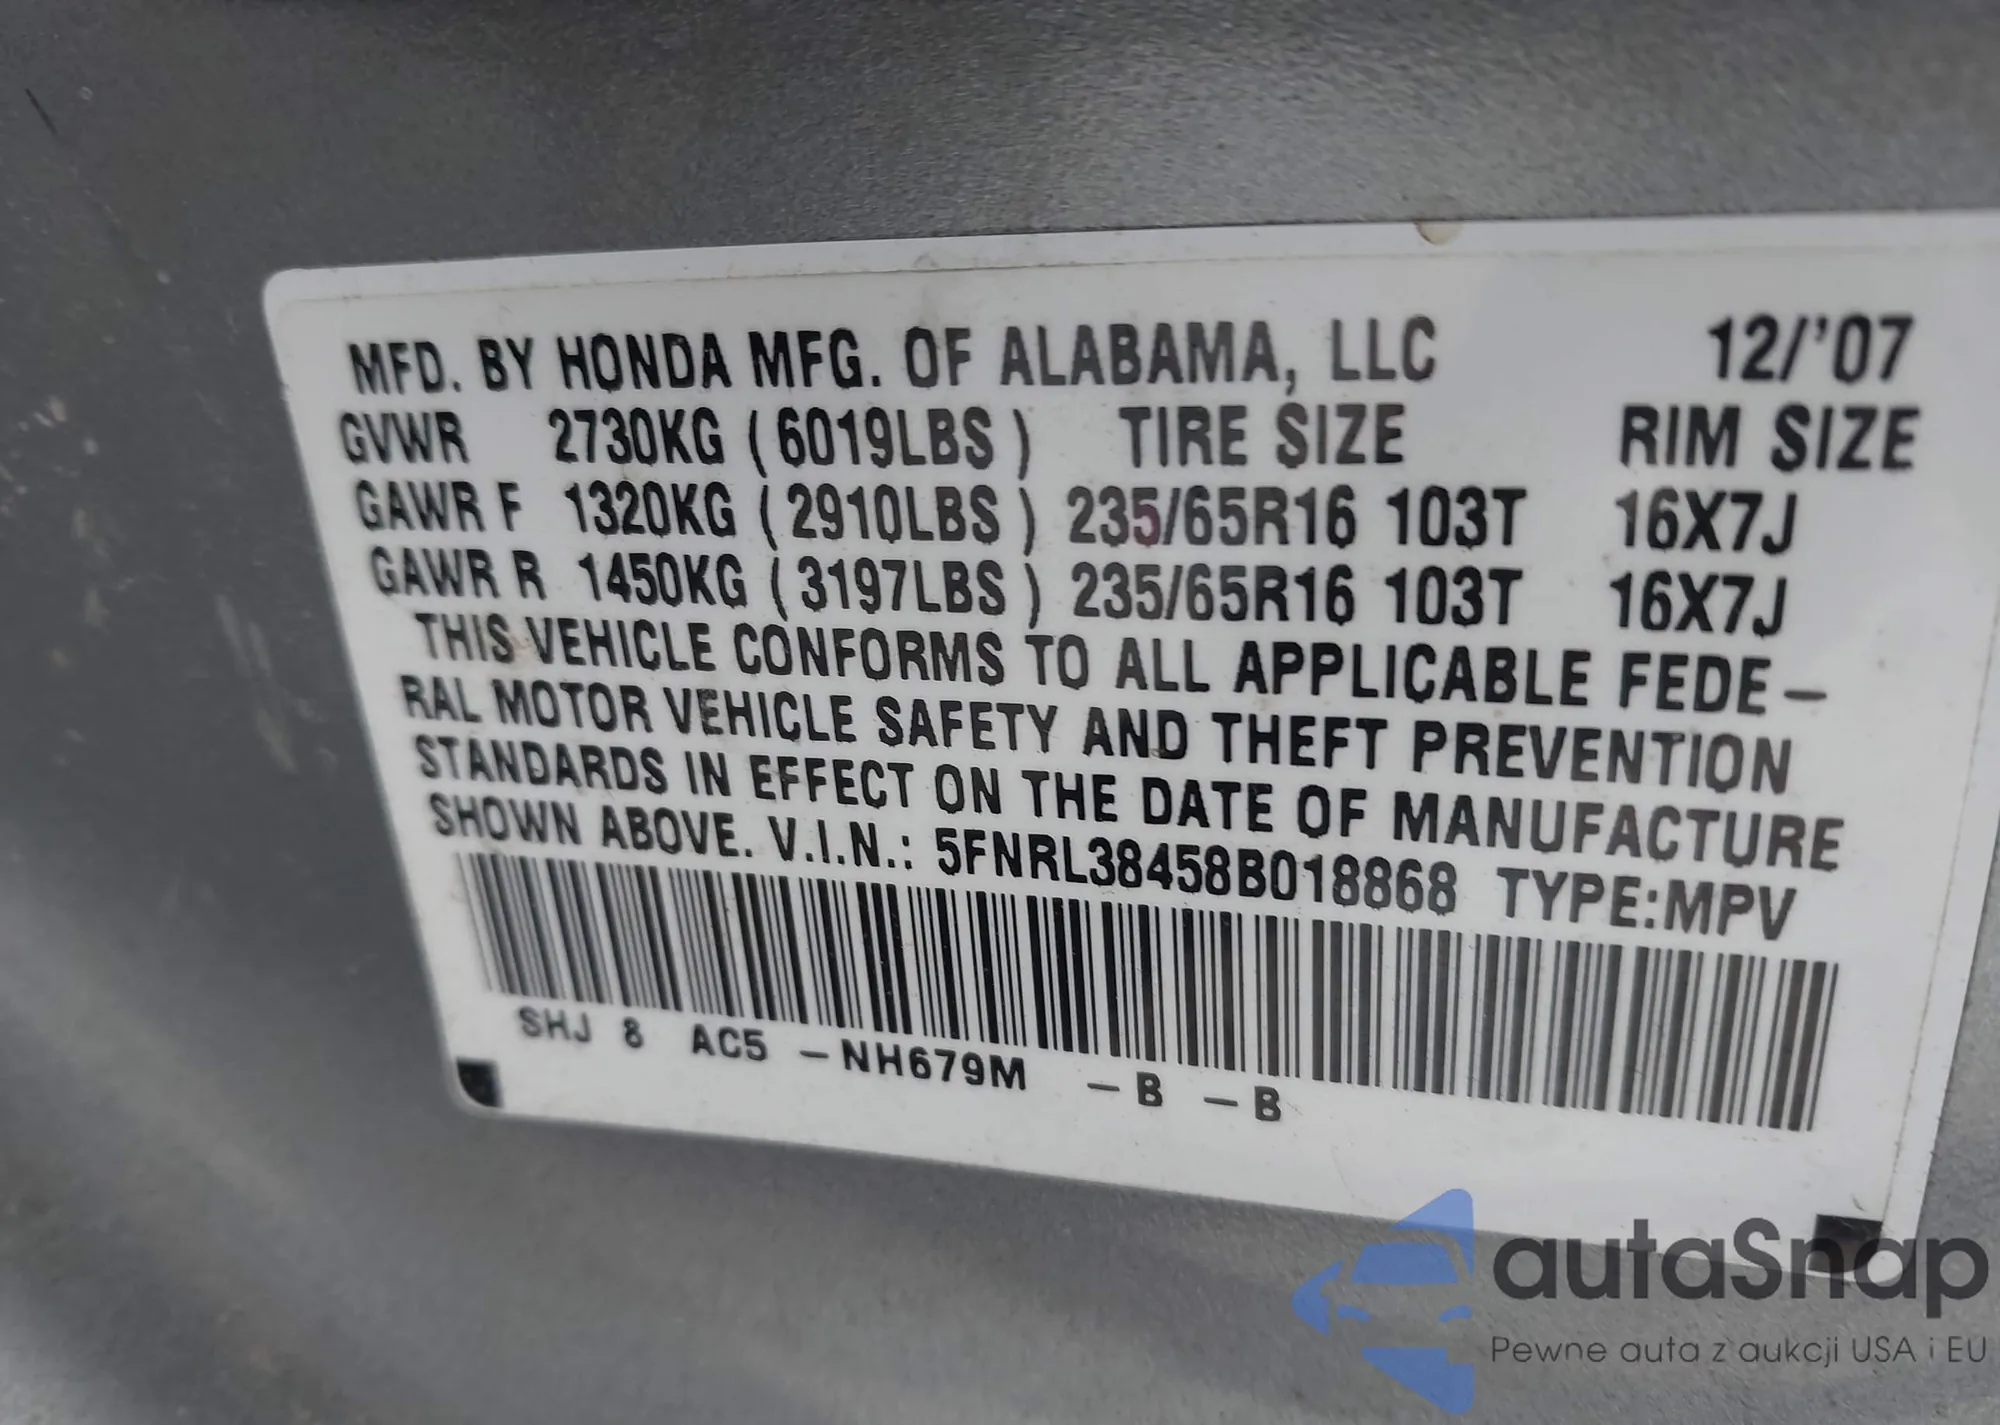 MFD. BY HONDA MFG. OF ALABAMA, LLC 12/'07
GVWR 2730KG (6019LBS) TIRE SIZE RIM SIZE
GAWR F 1320KG (2910LBS) 235/65R16 103T 16X7J
GAWR R 1450KG (3197LBS) 235/65R16 103T 16X7J
THIS VEHICLE CONFORMS TO ALL APPLICABLE FEDE-
RAL MOTOR VEHICLE SAFETY AND THEFT PREVENTION
STANDARDS IN EFFECT ON THE DATE OF MANUFACTURE
SHOWN ABOVE. V.I.N.: 5FNRL38458B018868 TYPE:MPV
SHJ 8 AC5 -NH679M -B -B
autaSnap
Pewne auta z aukcji USA i EU